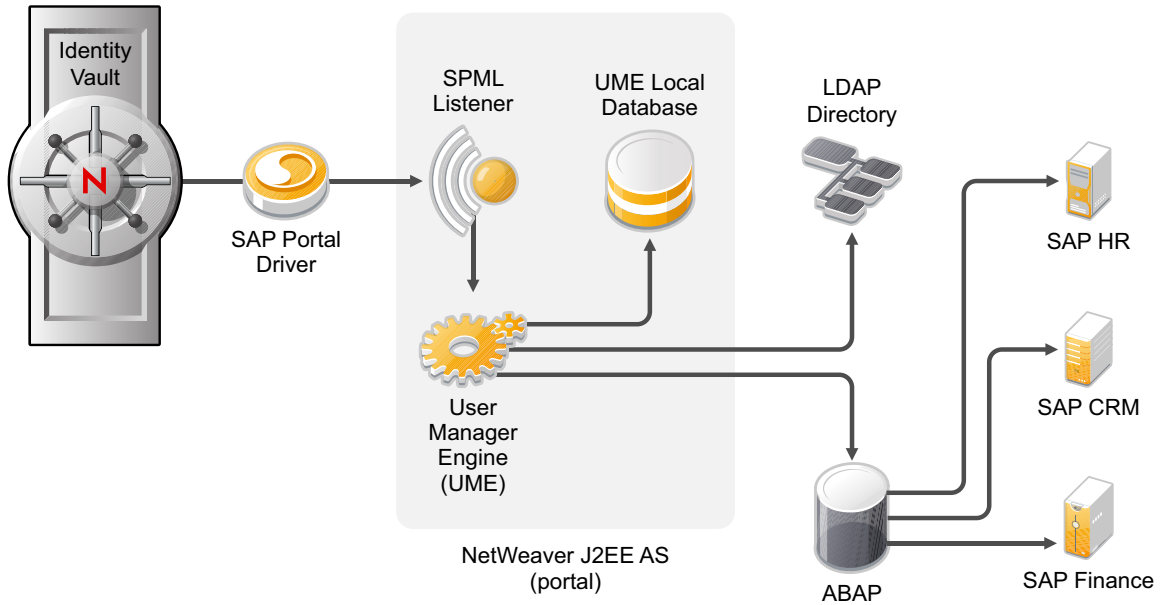 Identity
Vault
N
SAP Portal
Driver
SPML
Listener
UME Local
Database
User
Manager
Engine
(UME)
NetWeaver J2EE AS
(portal)
LDAP
Directory
ABAP
SAP HR
SAP CRM
SAP Finance